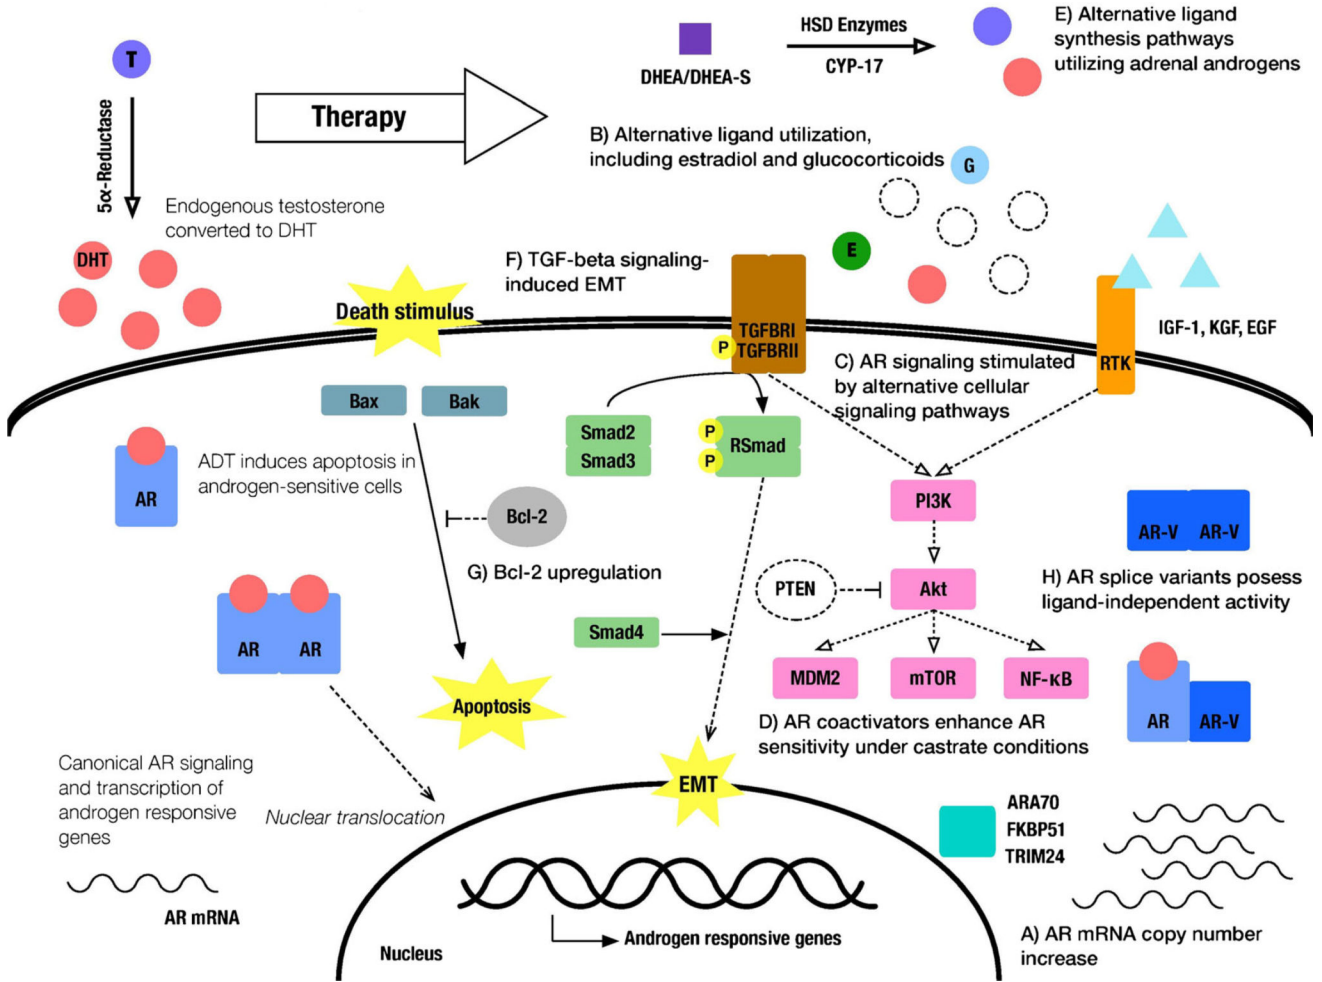 T
5α-Reductase
Endogenous testosterone
converted to DHT
DHT
Therapy
DHEA/DHEA-S
HSD Enzymes
CYP-17
E) Alternative ligand
synthesis pathways
utilizing adrenal androgens
B) Alternative ligand utilization,
including estradiol and glucocorticoids
G
E
F) TGF-beta signaling-
induced EMT
Death stimulus
TGFBRI
TGFBRII
P
C) AR signaling stimulated
by alternative cellular
signaling pathways
RTK
IGF-1, KGF, EGF
Bax
Bak
Smad2
Smad3
P
P
RSmad
AR
ADT induces apoptosis in
androgen-sensitive cells
Bcl-2
G) Bcl-2 upregulation
PI3K
PTEN
Akt
AR-V
AR-V
H) AR splice variants posess
ligand-independent activity
AR
AR
Smad4
MDM2
mTOR
NF-κB
Apoptosis
D) AR coactivators enhance AR
sensitivity under castrate conditions
AR
AR-V
Canonical AR signaling
and transcription of
androgen responsive
genes
Nuclear translocation
EMT
ARA70
FKBP51
TRIM24
AR mRNA
Nucleus
Androgen responsive genes
A) AR mRNA copy number
increase